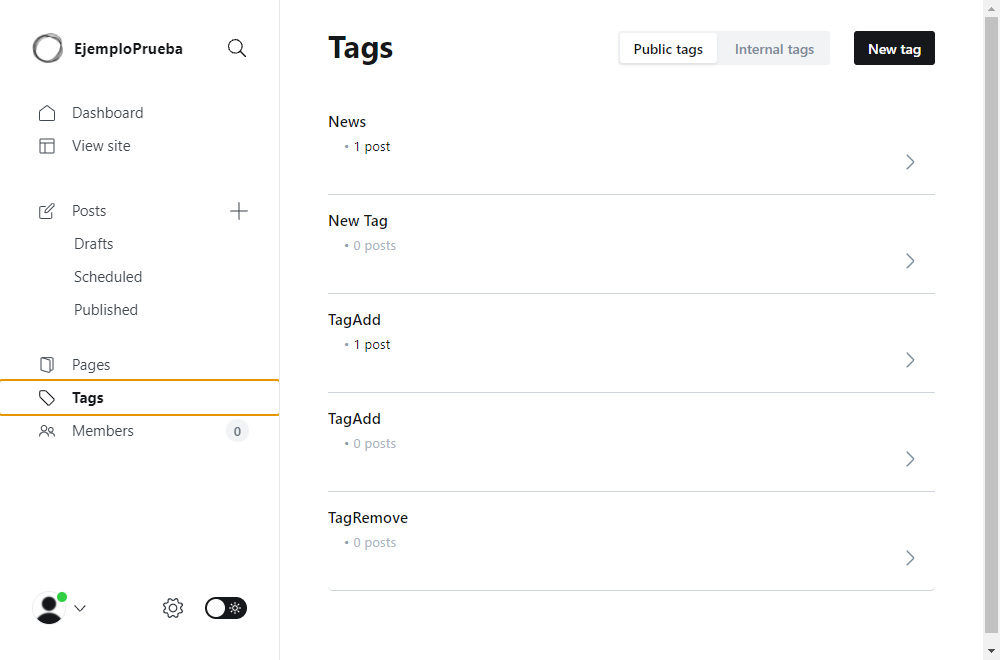 EjemploPrueba
Dashboard
View site
Posts
Drafts
Scheduled
Published
Pages
Tags
Members
0
Tags
Public tags
Internal tags
New tag
News
• 1 post
New Tag
• 0 posts
TagAdd
• 1 post
TagAdd
• 0 posts
TagRemove
• 0 posts